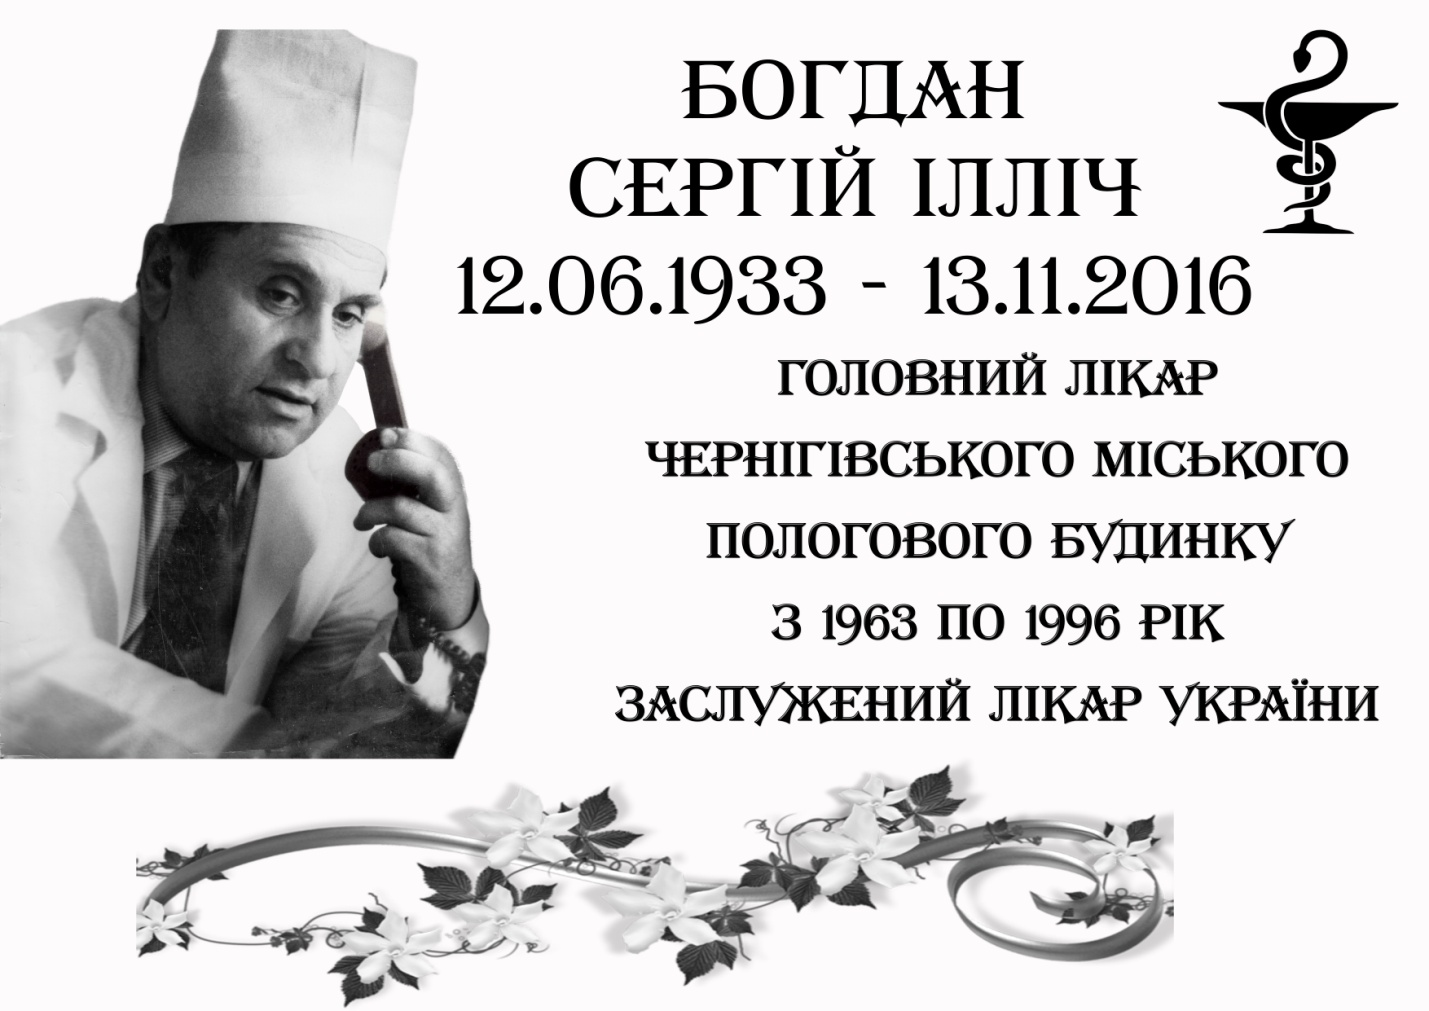 БОГДАН
СЕРГІЙ ІЛЛІЧ
12.06.1933 - 13.11.2016
ГОЛОВНИЙ ЛІКАР
ЧЕРНІГІВСЬКОГО МІСЬКОГО
ПОЛОГОВОГО БУДИНКУ
З 1963 ПО 1996 РІК
ЗАСЛУЖЕНИЙ ЛІКАР УКРАЇНИ